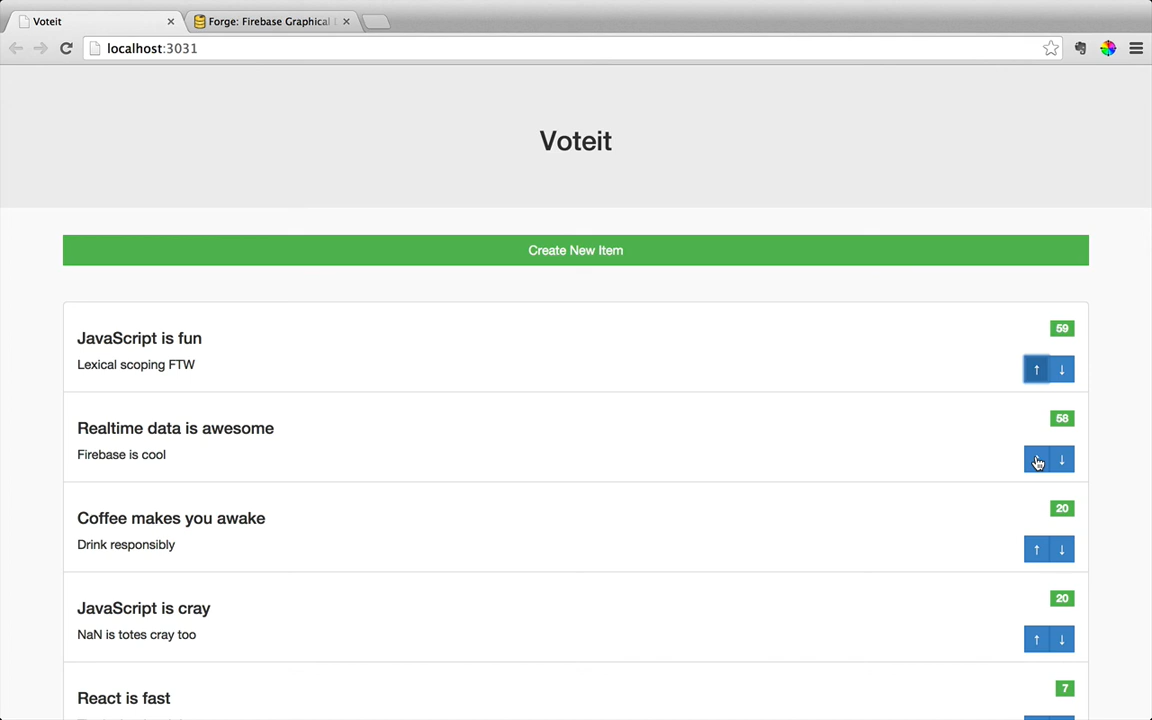 Voteit
Forge: Firebase Graphical
localhost:3031
Voteit
Create New Item
JavaScript is fun
59
Lexical scoping FTW
↑ ↓
Realtime data is awesome
58
Firebase is cool
↓
Coffee makes you awake
20
Drink responsibly
↑ ↓
JavaScript is cray
20
NaN is totes cray too
↑ ↓
React is fast
7